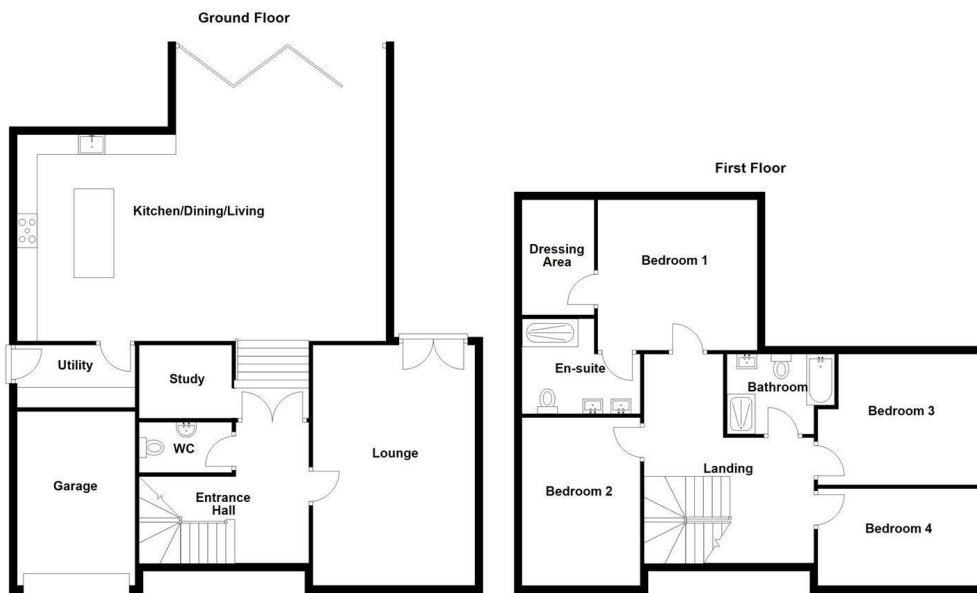 Ground Floor
Kitchen/Dining/Living
Utility
Study
WC
Garage
Entrance
Hall
Lounge
First Floor
Dressing
Area
Bedroom 1
En-suite
Bathroom
Bedroom 3
Bedroom 2
Landing
Bedroom 4